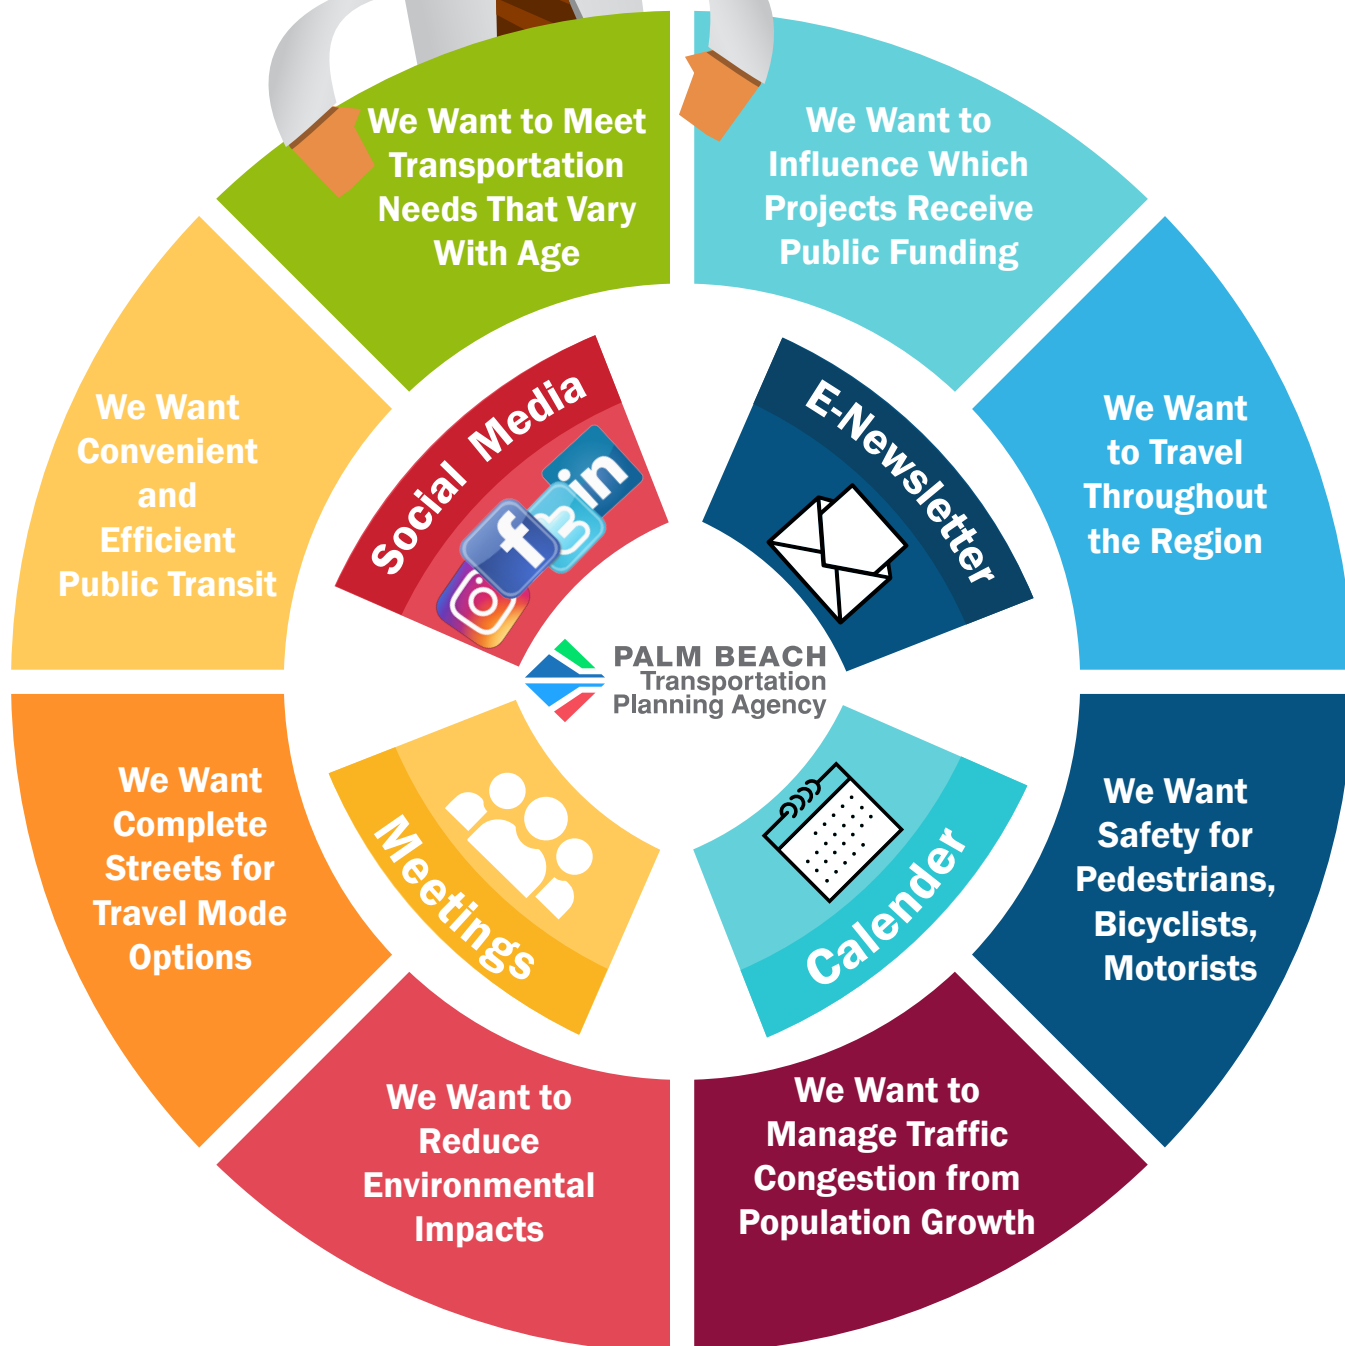 We Want to Meet
Transportation
Needs That Vary
With Age
We Want to
Influence Which
Projects Receive
Public Funding
We Want
to Travel
Throughout
the Region
We Want
Safety for
Pedestrians,
Bicyclists,
Motorists
We Want to
Manage Traffic
Congestion from
Population Growth
We Want to
Reduce
Environmental
Impacts
We Want
Complete
Streets for
Travel Mode
Options
We Want
Convenient
and
Efficient
Public Transit
Social Media
in
f
E-Newsletter
PALM BEACH
Transportation
Planning Agency
Meetings
Calender